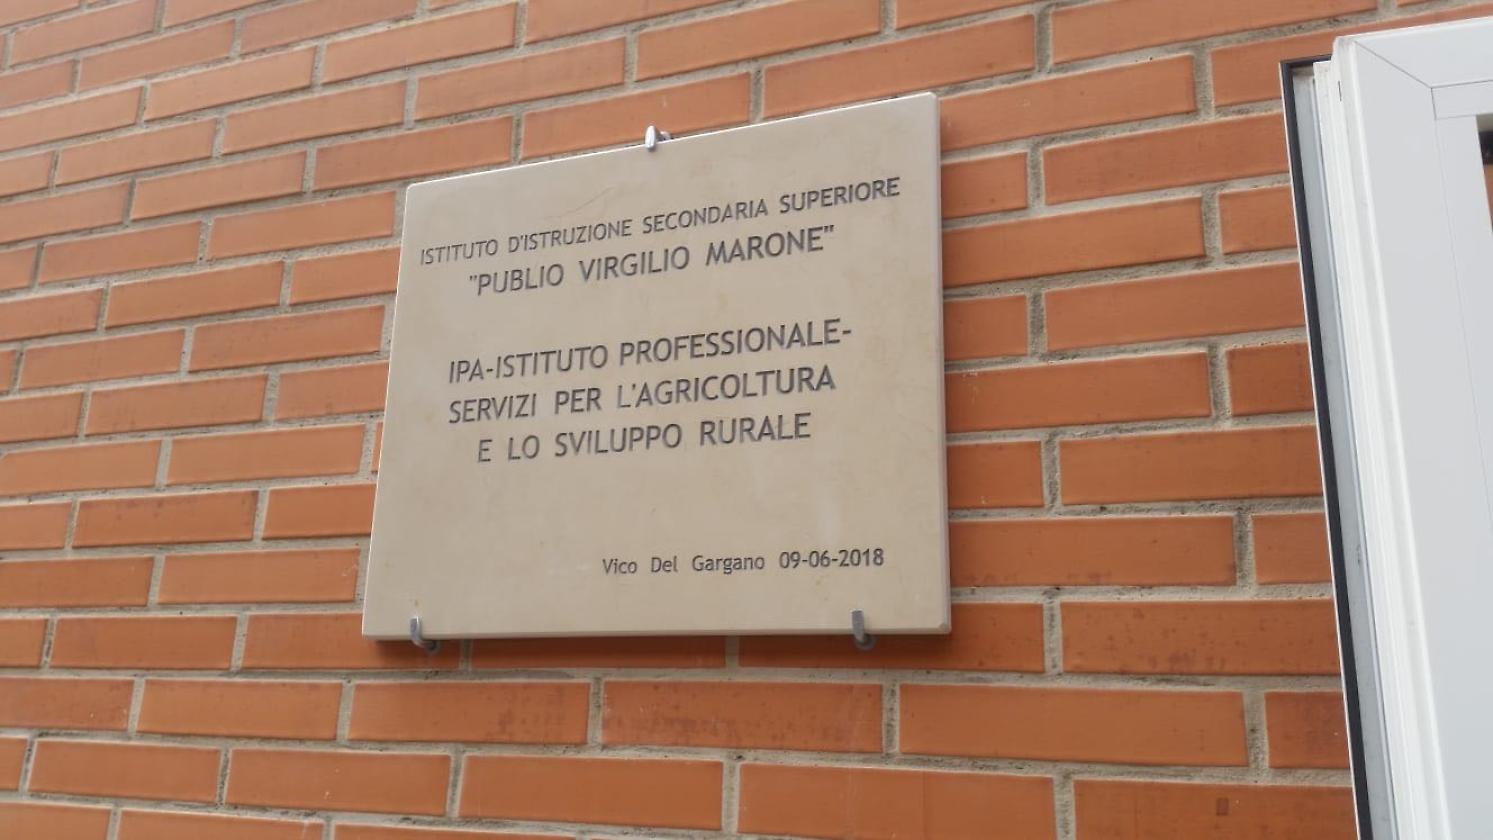 ISTITUTO D'ISTRUZIONE SECONDARIA SUPERIORE
"PUBLIO VIRGILIO MARONE"
IPA-ISTITUTO PROFESSIONALE-
SERVIZI PER L'AGRICOLTURA
E LO SVILUPPO RURALE
Vico Del Gargano 09-06-2018